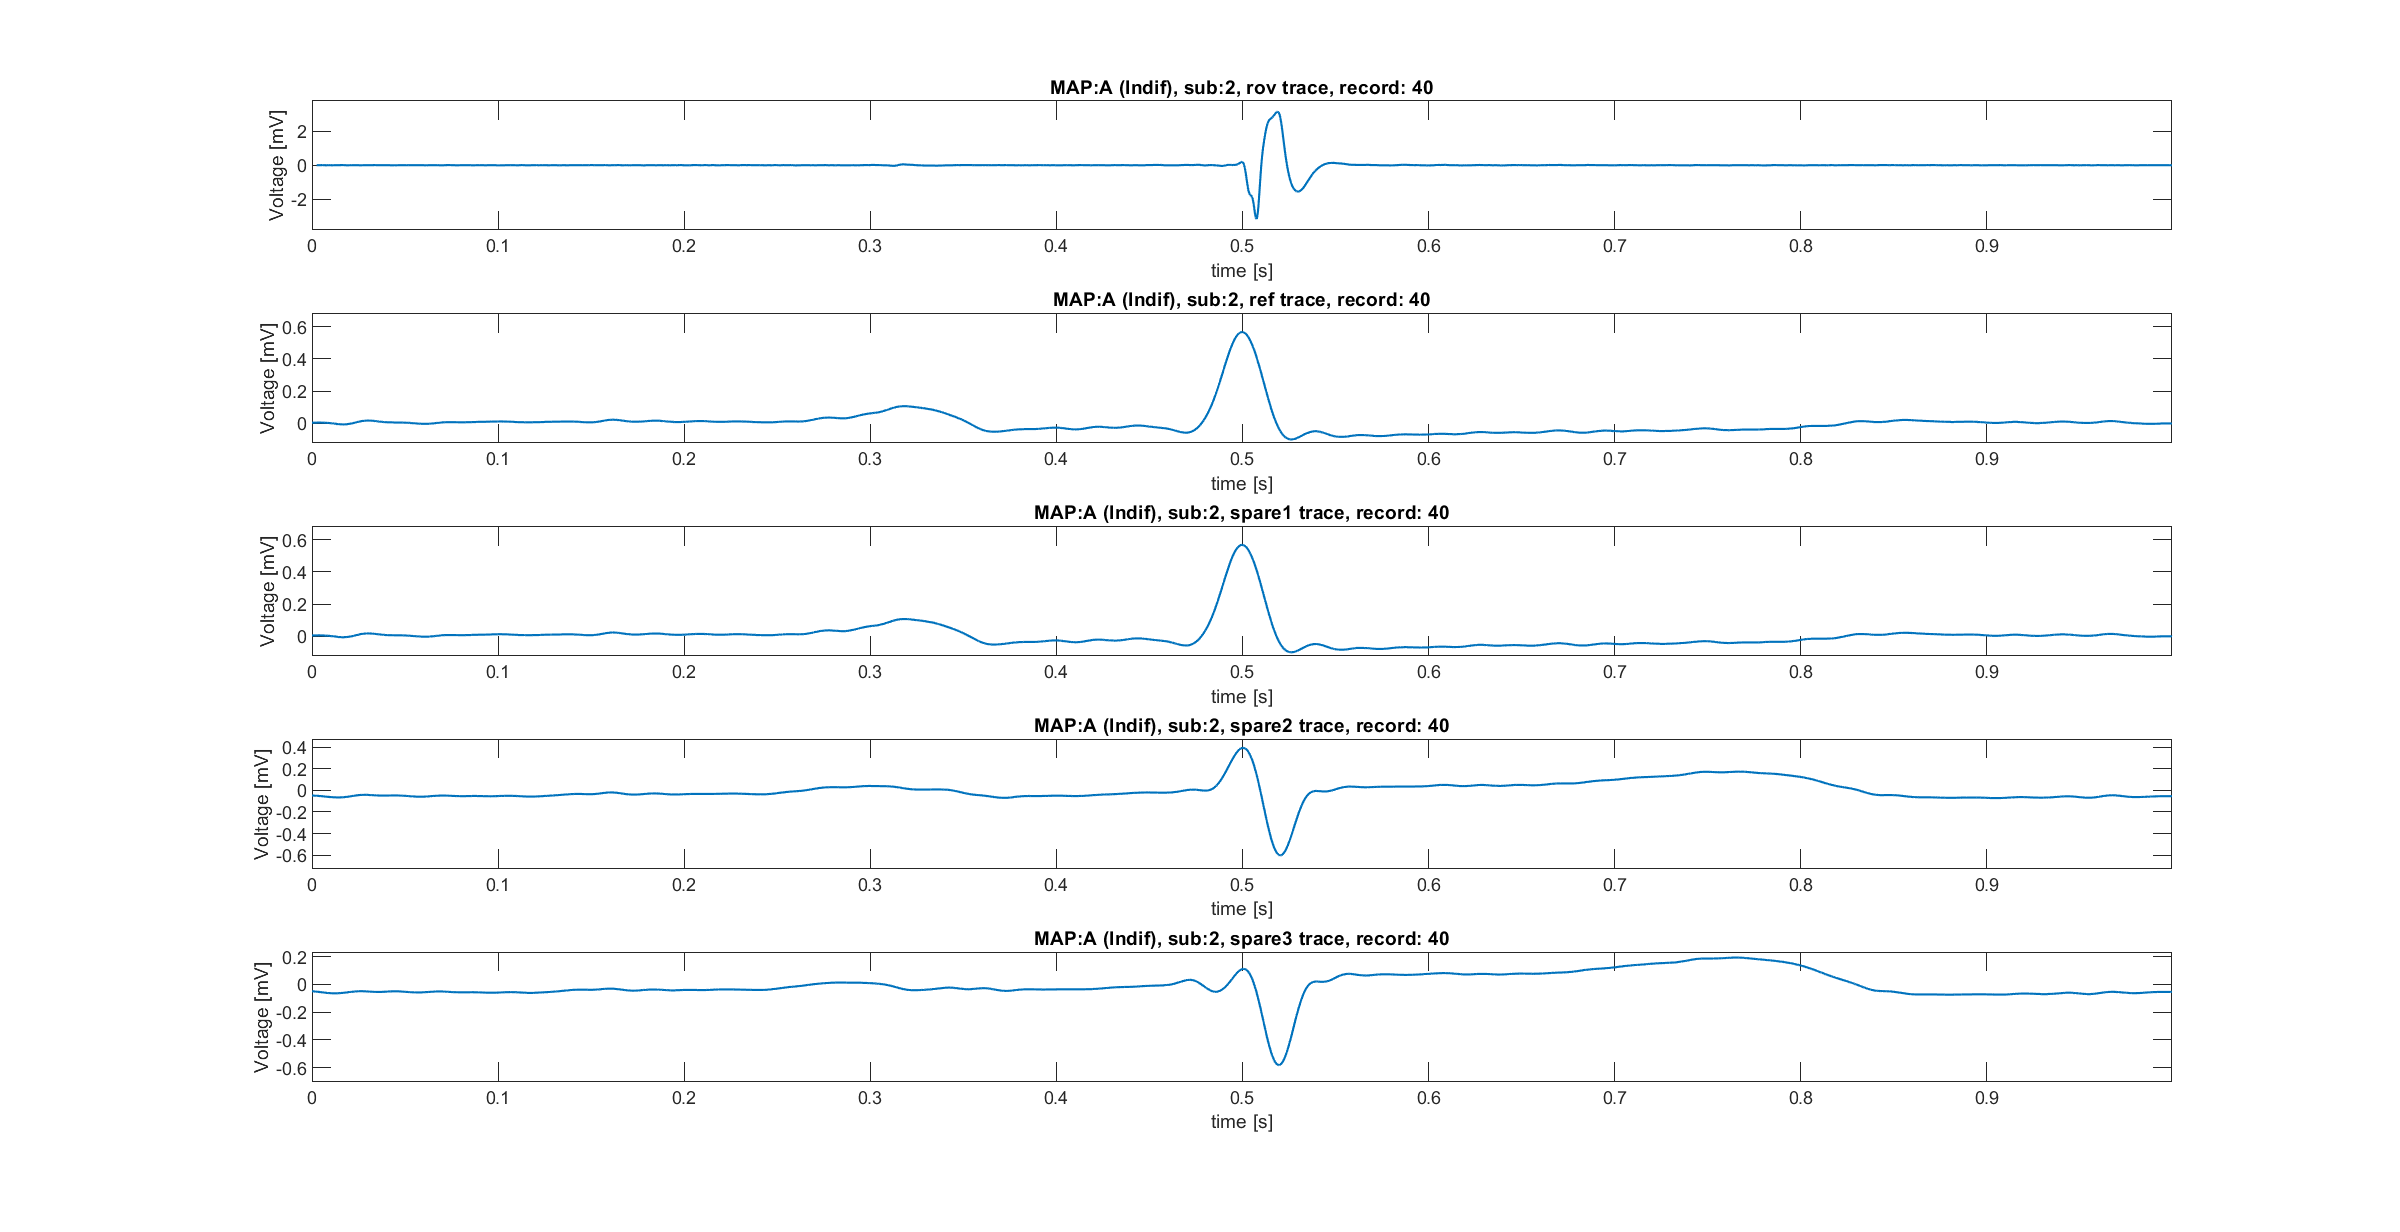 MAP:A (Indif), sub:2, rov trace, record: 40
Voltage [mV]
2
0
-2
0 0.1 0.2 0.3 0.4 0.5 0.6 0.7 0.8 0.9
time [s]
MAP:A (Indif), sub:2, ref trace, record: 40
Voltage [mV]
0.6
0.4
0.2
0
0 0.1 0.2 0.3 0.4 0.5 0.6 0.7 0.8 0.9
time [s]
MAP:A (Indif), sub:2, spare1 trace, record: 40
Voltage [mV]
0.6
0.4
0.2
0
0 0.1 0.2 0.3 0.4 0.5 0.6 0.7 0.8 0.9
time [s]
MAP:A (Indif), sub:2, spare2 trace, record: 40
Voltage [mV]
0.4
0.2
0
-0.2
-0.4
-0.6
0 0.1 0.2 0.3 0.4 0.5 0.6 0.7 0.8 0.9
time [s]
MAP:A (Indif), sub:2, spare3 trace, record: 40
Voltage [mV]
0.2
0
-0.2
-0.4
-0.6
0 0.1 0.2 0.3 0.4 0.5 0.6 0.7 0.8 0.9
time [s]